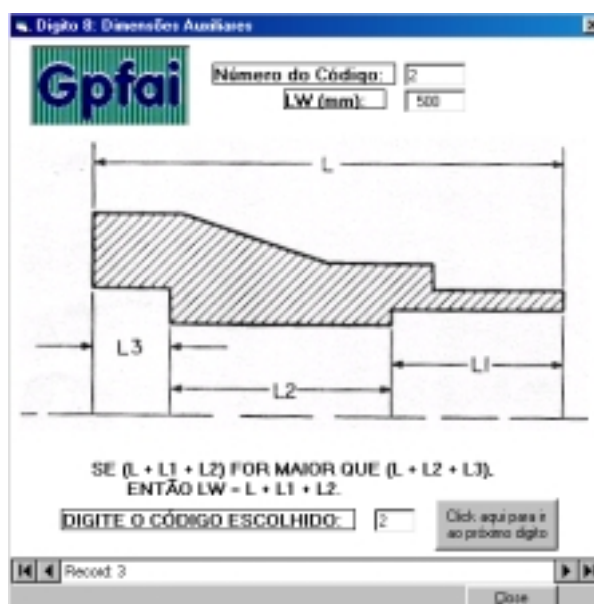 Digito 8: Dimensões Auxiliares
Gpfai
Número do Código: 2
LW (mm): 500
L
L3
L2
L1
SE (L + L1 + L2) FOR MAIOR QUE (L + L2 + L3),
ENTÃO LW = L + L1 + L2.
DIGITE O CÓDIGO ESCOLHIDO: 2
Click aqui para ir
ao próximo digito
Record: 3
Close